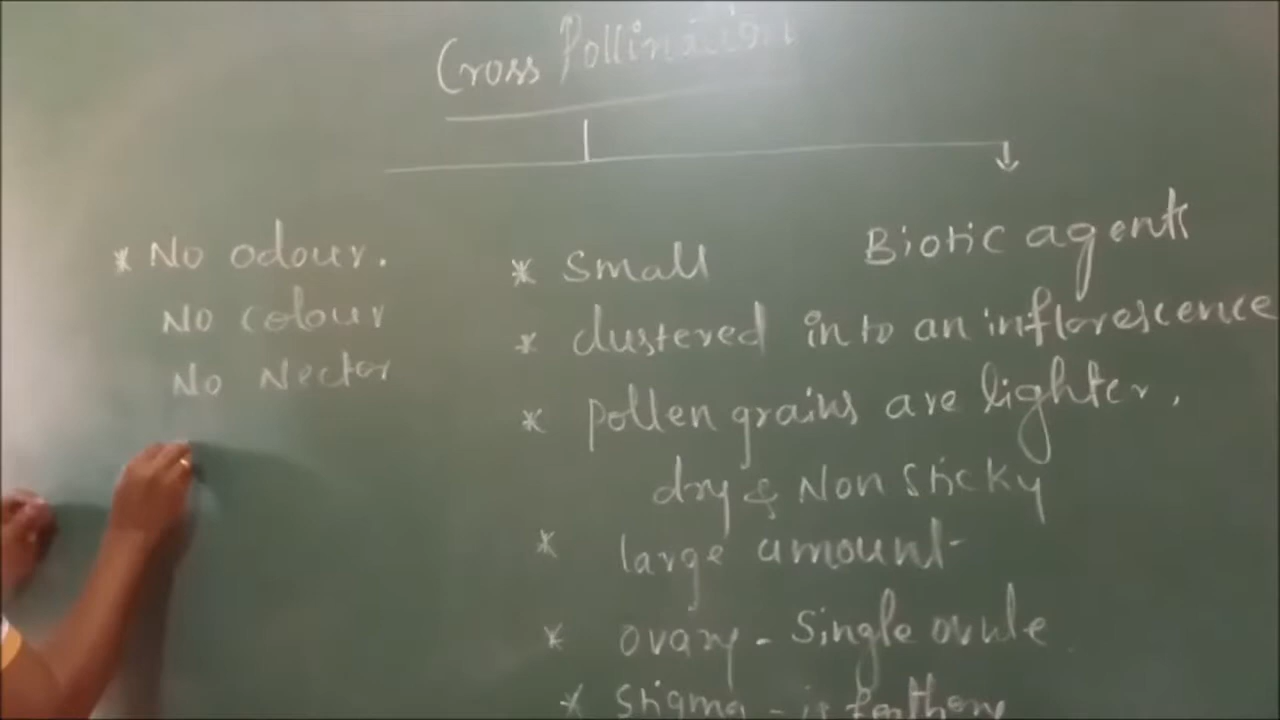 Cross Pollination
Biotic agents
* No odour.
No colour
No Nector
* Small
* clustered into an inflorescence
* pollen grains are lighter,
dry & Non sticky
* large amount
* ovary - Single ovule.
* Stigma - is feathery